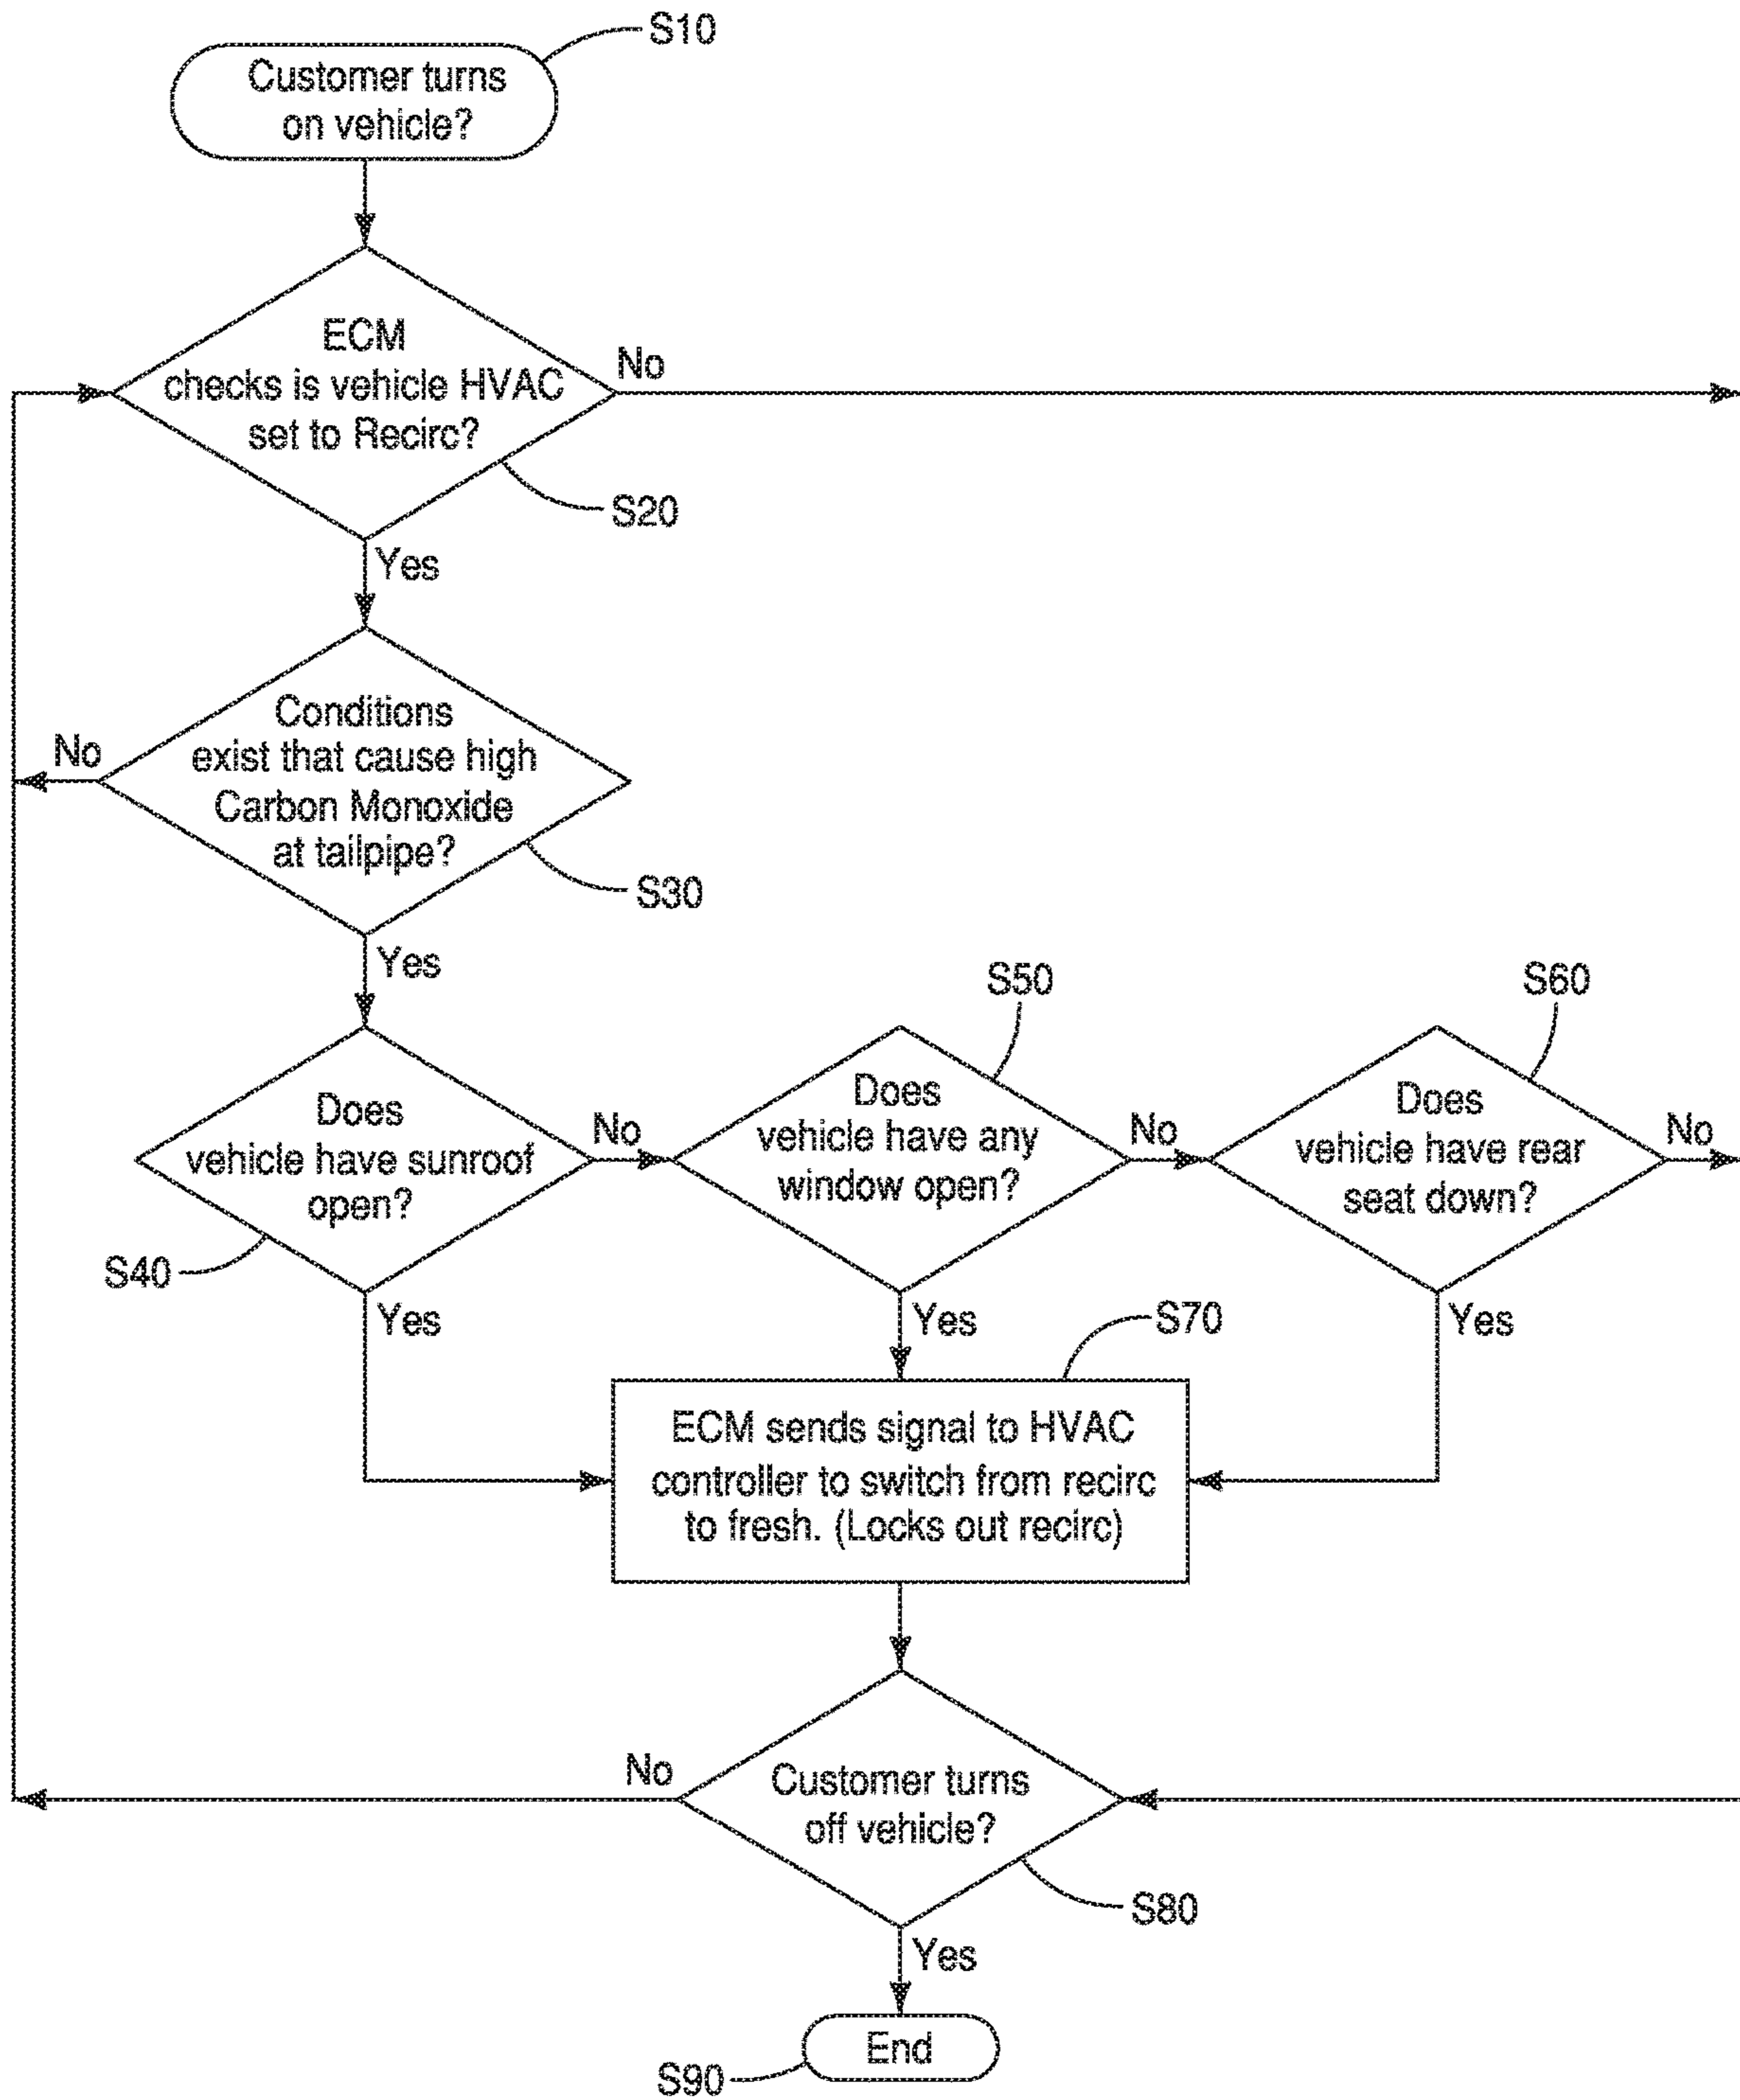 S10
Customer turns
on vehicle?
ECM
checks is vehicle HVAC
set to Recirc?
No
S20
Yes
Conditions
exist that cause high
Carbon Monoxide
at tailpipe?
No
S30
Yes
S50
S60
Does
vehicle have sunroof
open?
No
Does
vehicle have any
window open?
No
Does
vehicle have rear
seat down?
No
S40
Yes
Yes
S70
Yes
ECM sends signal to HVAC
controller to switch from recirc
to fresh. (Locks out recirc)
No
Customer turns
off vehicle?
S80
Yes
End
S90